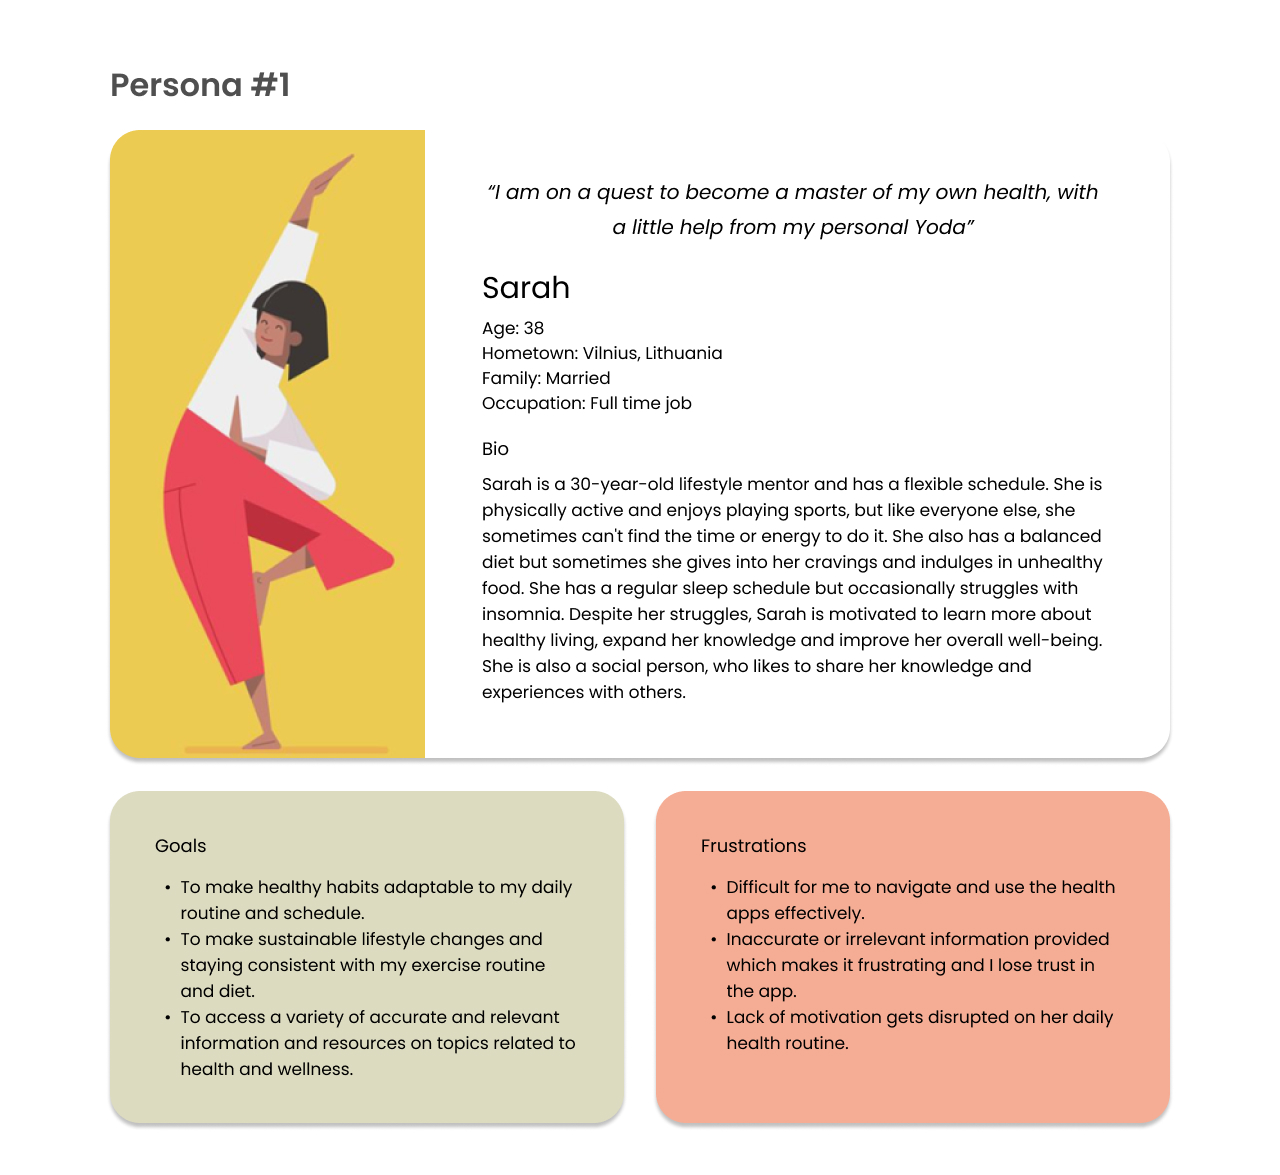 Persona #1
“I am on a quest to become a master of my own health, with
a little help from my personal Yoda”
Sarah
Age: 38
Hometown: Vilnius, Lithuania
Family: Married
Occupation: Full time job
Bio
Sarah is a 30-year-old lifestyle mentor and has a flexible schedule. She is
physically active and enjoys playing sports, but like everyone else, she
sometimes can't find the time or energy to do it. She also has a balanced
diet but sometimes she gives into her cravings and indulges in unhealthy
food. She has a regular sleep schedule but occasionally struggles with
insomnia. Despite her struggles, Sarah is motivated to learn more about
healthy living, expand her knowledge and improve her overall well-being.
She is also a social person, who likes to share her knowledge and
experiences with others.
Goals
• To make healthy habits adaptable to my daily
routine and schedule.
• To make sustainable lifestyle changes and
staying consistent with my exercise routine
and diet.
• To access a variety of accurate and relevant
information and resources on topics related to
health and wellness.
Frustrations
• Difficult for me to navigate and use the health
apps effectively.
• Inaccurate or irrelevant information provided
which makes it frustrating and I lose trust in
the app.
• Lack of motivation gets disrupted on her daily
health routine.